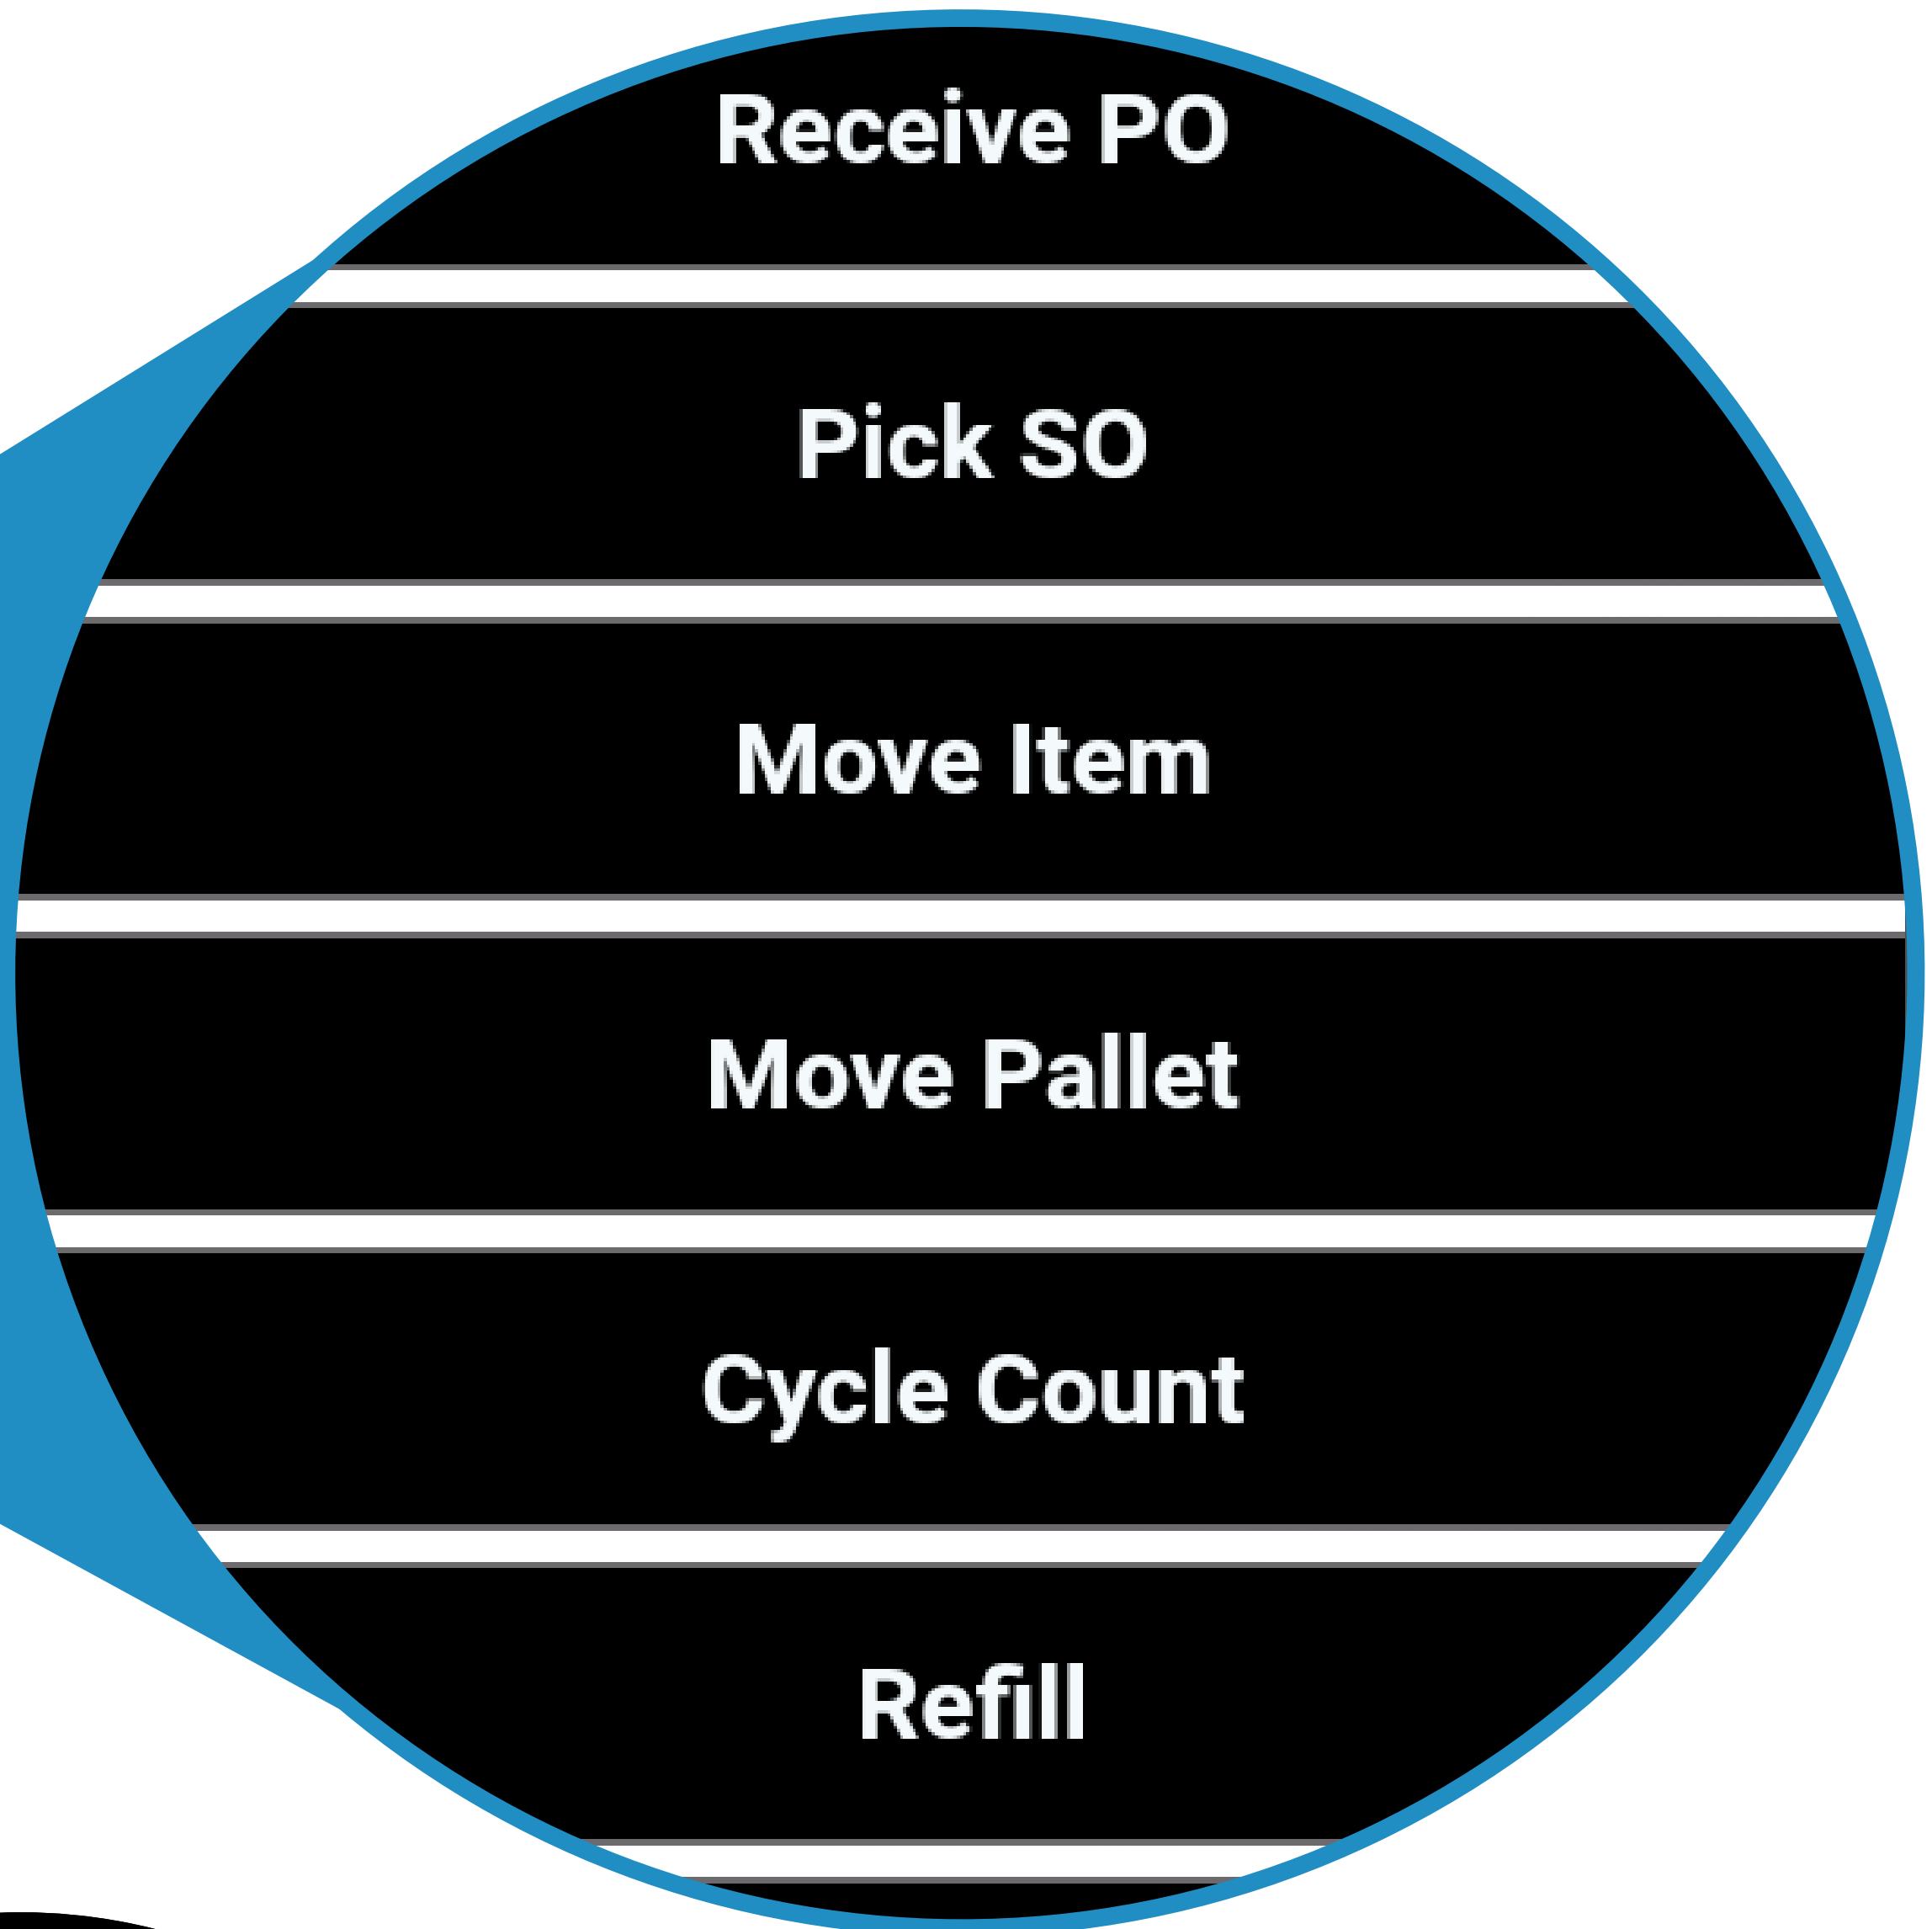 Receive PO
Pick SO
Move Item
Move Pallet
Cycle Count
Refill